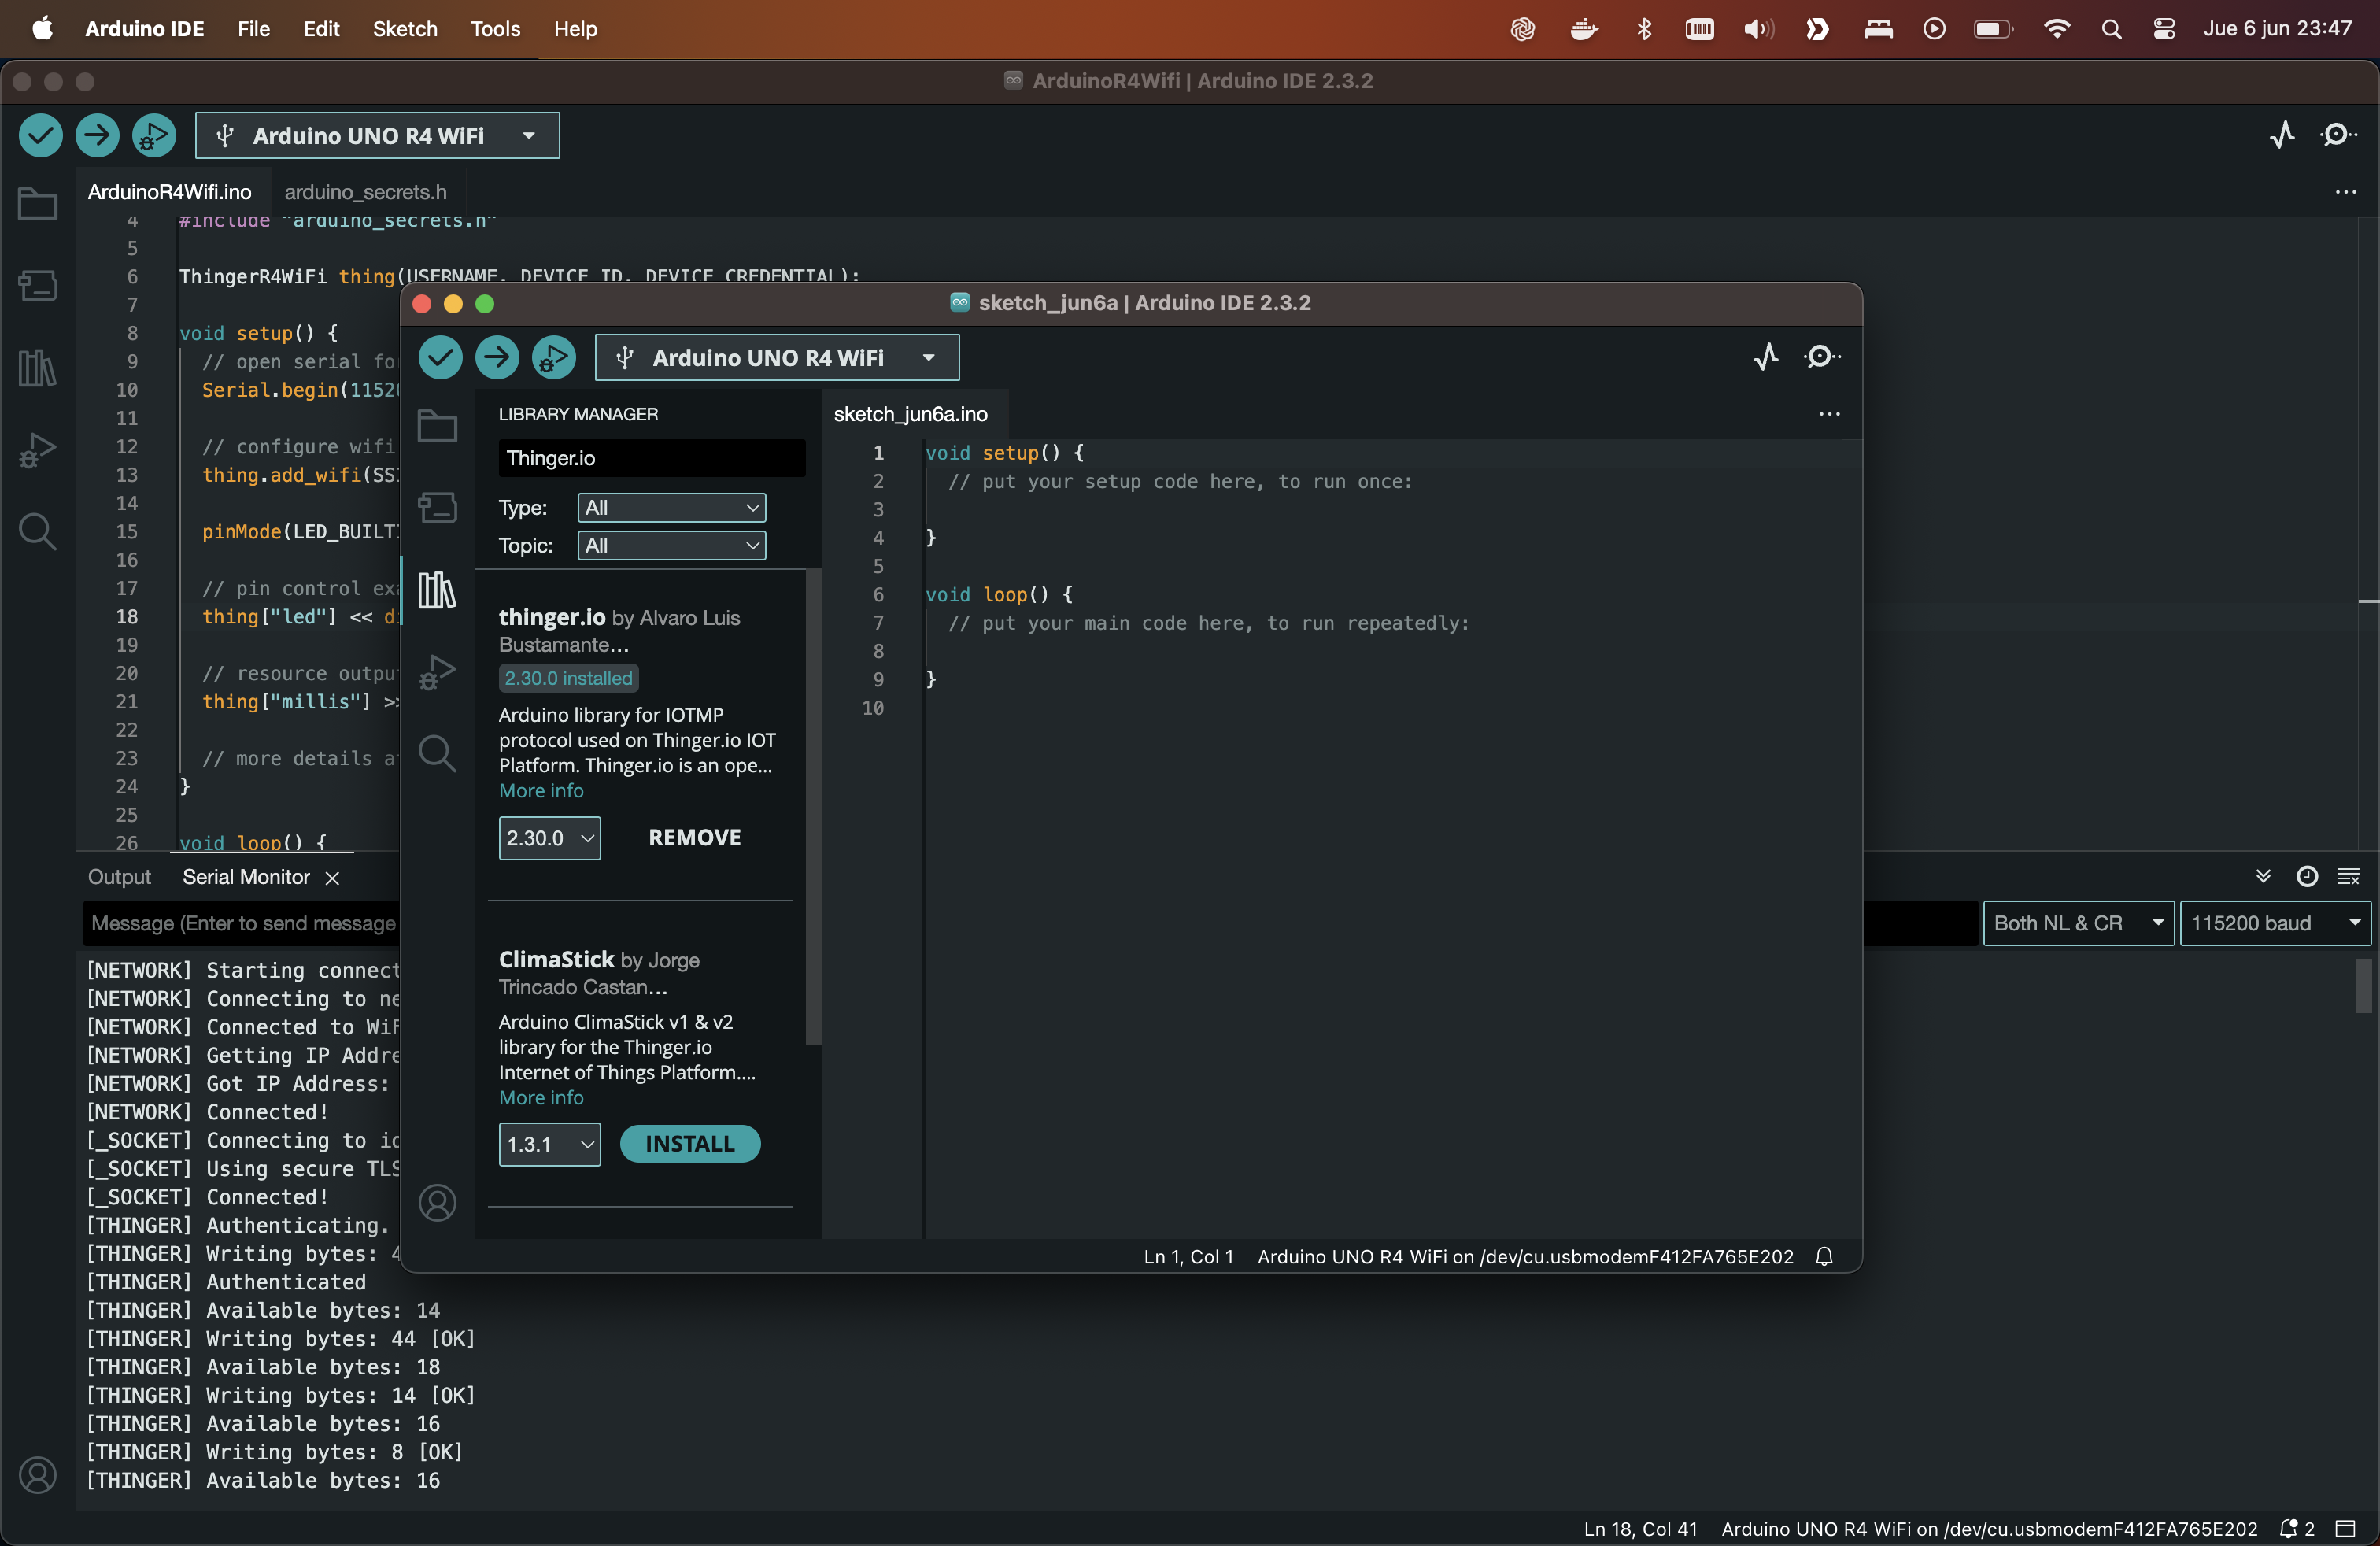 Arduino IDE File Edit Sketch Tools Help Jue 6 jun 23:47
ArduinoR4Wifi | Arduino IDE 2.3.2
Arduino UNO R4 WiFi
ArduinoR4Wifi.ino arduino_secrets.h
4 #include "arduino_secrets.h"
5
6 ThingerR4WiFi thing(USERNAME, DEVICE_ID, DEVICE_CREDENTIAL);
7
8 void setup() {
9 // open serial for
10 Serial.begin(11520
11
12 // configure wifi
13 thing.add_wifi(SSI
14
15 pinMode(LED_BUILTI
16
17 // pin control exa
18 thing["led"] << di
19
20 // resource output
21 thing["millis"] >>
22
23 // more details at
24 }
25
26 void loop() {
Output Serial Monitor
Message (Enter to send message
Both NL & CR 115200 baud
[NETWORK] Starting connect
[NETWORK] Connecting to ne
[NETWORK] Connected to WiF
[NETWORK] Getting IP Addre
[NETWORK] Got IP Address:
[NETWORK] Connected!
[_SOCKET] Connecting to io
[_SOCKET] Using secure TLS
[_SOCKET] Connected!
[THINGER] Authenticating.
[THINGER] Writing bytes: 4
[THINGER] Authenticated
[THINGER] Available bytes: 14
[THINGER] Writing bytes: 44 [OK]
[THINGER] Available bytes: 18
[THINGER] Writing bytes: 14 [OK]
[THINGER] Available bytes: 16
[THINGER] Writing bytes: 8 [OK]
[THINGER] Available bytes: 16
Ln 18, Col 41 Arduino UNO R4 WiFi on /dev/cu.usbmodemF412FA765E202 2
sketch_jun6a | Arduino IDE 2.3.2
Arduino UNO R4 WiFi
LIBRARY MANAGER
Thinger.io
Type: All
Topic: All
thinger.io by Alvaro Luis
Bustamante...
2.30.0 installed
Arduino library for IOTMP
protocol used on Thinger.io IOT
Platform. Thinger.io is an ope...
More info
2.30.0 REMOVE
ClimaStick by Jorge
Trincado Castan...
Arduino ClimaStick v1 & v2
library for the Thinger.io
Internet of Things Platform....
More info
1.3.1 INSTALL
sketch_jun6a.ino
1 void setup() {
2 // put your setup code here, to run once:
3
4 }
5
6 void loop() {
7 // put your main code here, to run repeatedly:
8
9 }
10
Ln 1, Col 1 Arduino UNO R4 WiFi on /dev/cu.usbmodemF412FA765E202